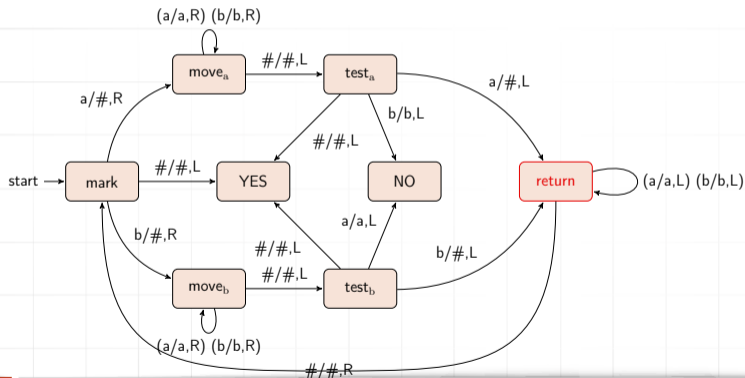 (a/a,R) (b/b,R)
#/#,L
move_a
test_a
a/#,L
a/#,R
b/b,L
#/#,L
#/#,L
start
mark
YES
NO
return
(a/a,L) (b/b,L)
a/a,L
b/#,R
#/#,L
b/#,L
#/#,L
move_b
test_b
(a/a,R) (b/b,R)
#/#,R